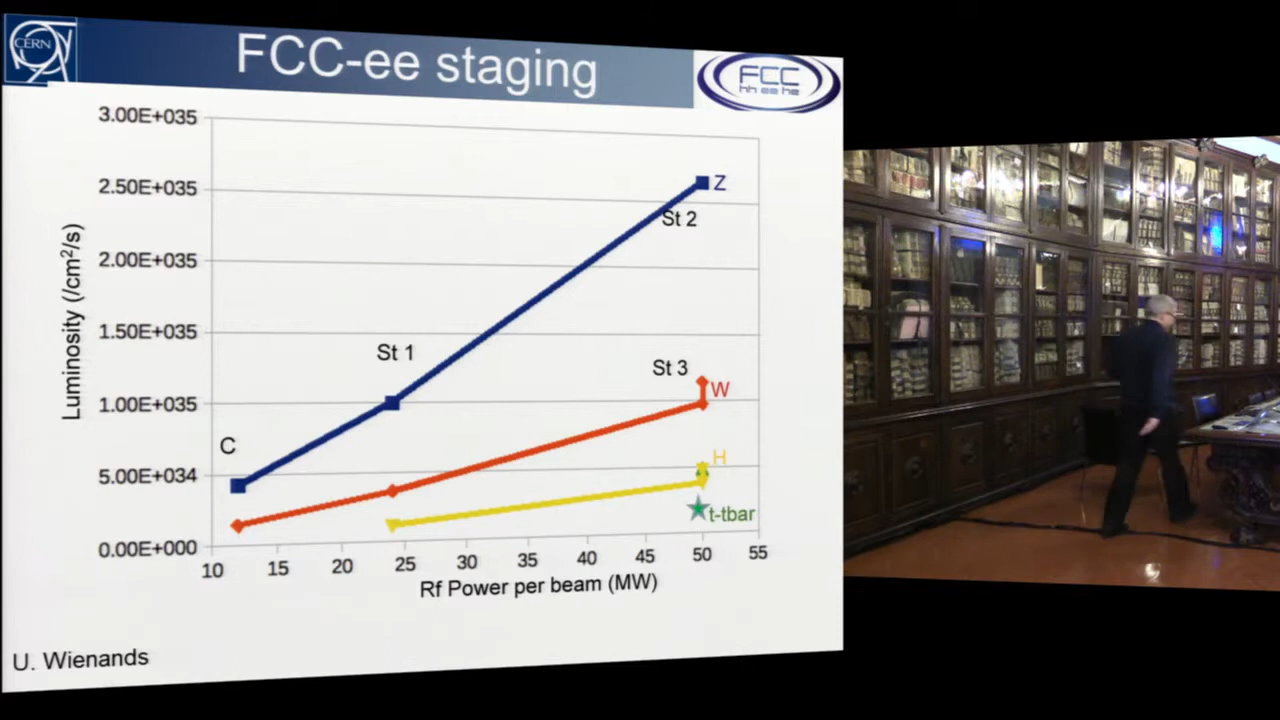 CERN
FCC-ee staging
FCC
hh ee he
3.00E+035
2.50E+035
2.00E+035
1.50E+035
1.00E+035
5.00E+034
0.00E+000
Luminosity (/cm²/s)
Z
St 2
St 1
St 3
W
C
H
t-tbar
10 15 20 25 30 35 40 45 50 55
Rf Power per beam (MW)
U. Wienands